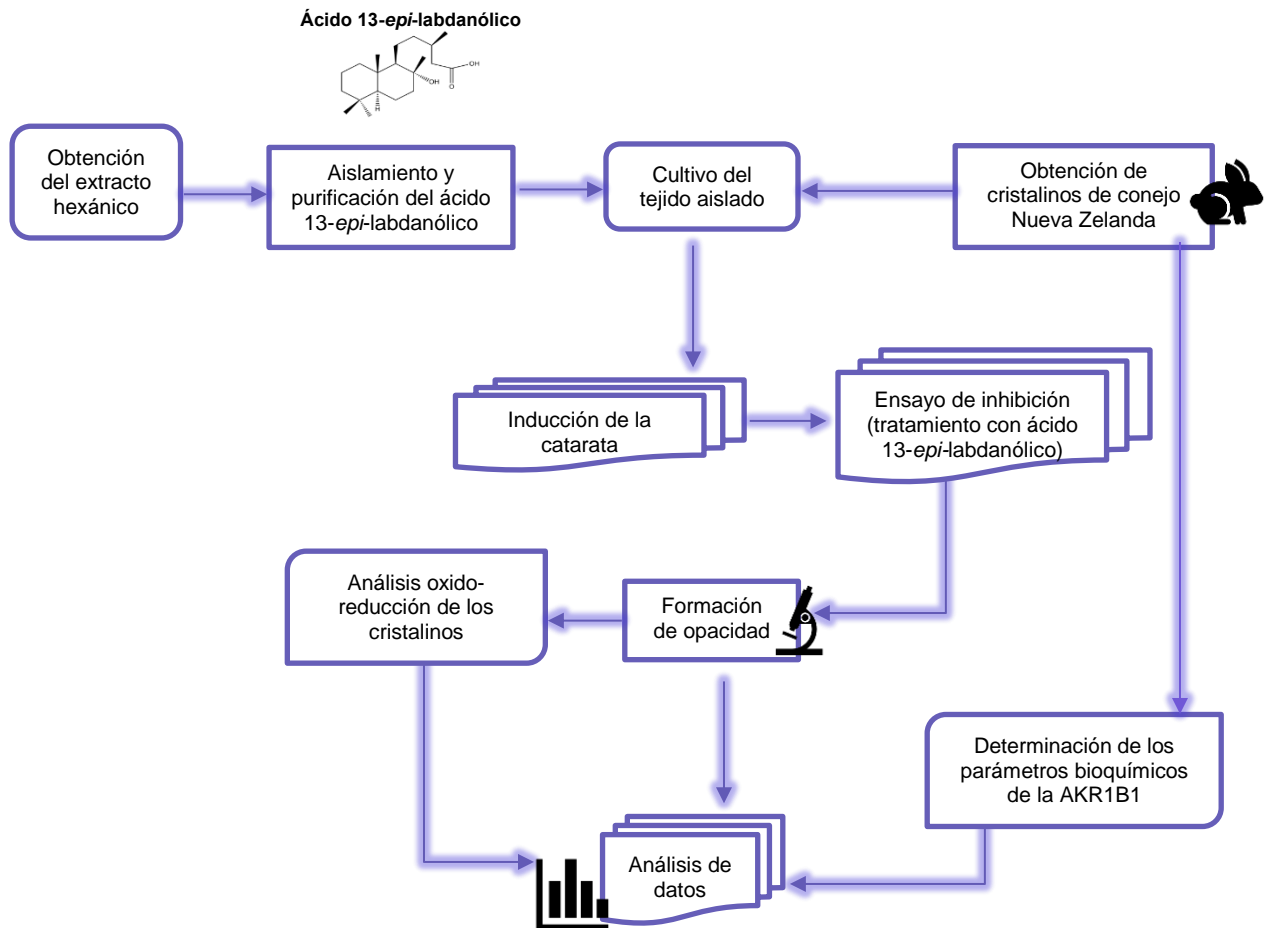 Ácido 13-epi-labdanólico
OH
O
OH
H
Obtención
del extracto
hexánico
Aislamiento y
purificación del ácido
13-epi-labdanólico
Cultivo del
tejido aislado
Obtención de
cristalinos de conejo
Nueva Zelanda
Inducción de la
catarata
Ensayo de inhibición
(tratamiento con ácido
13-epi-labdanólico)
Análisis oxido-
reducción de los
cristalinos
Formación
de opacidad
Determinación de los
parámetros bioquímicos
de la AKR1B1
Análisis de
datos